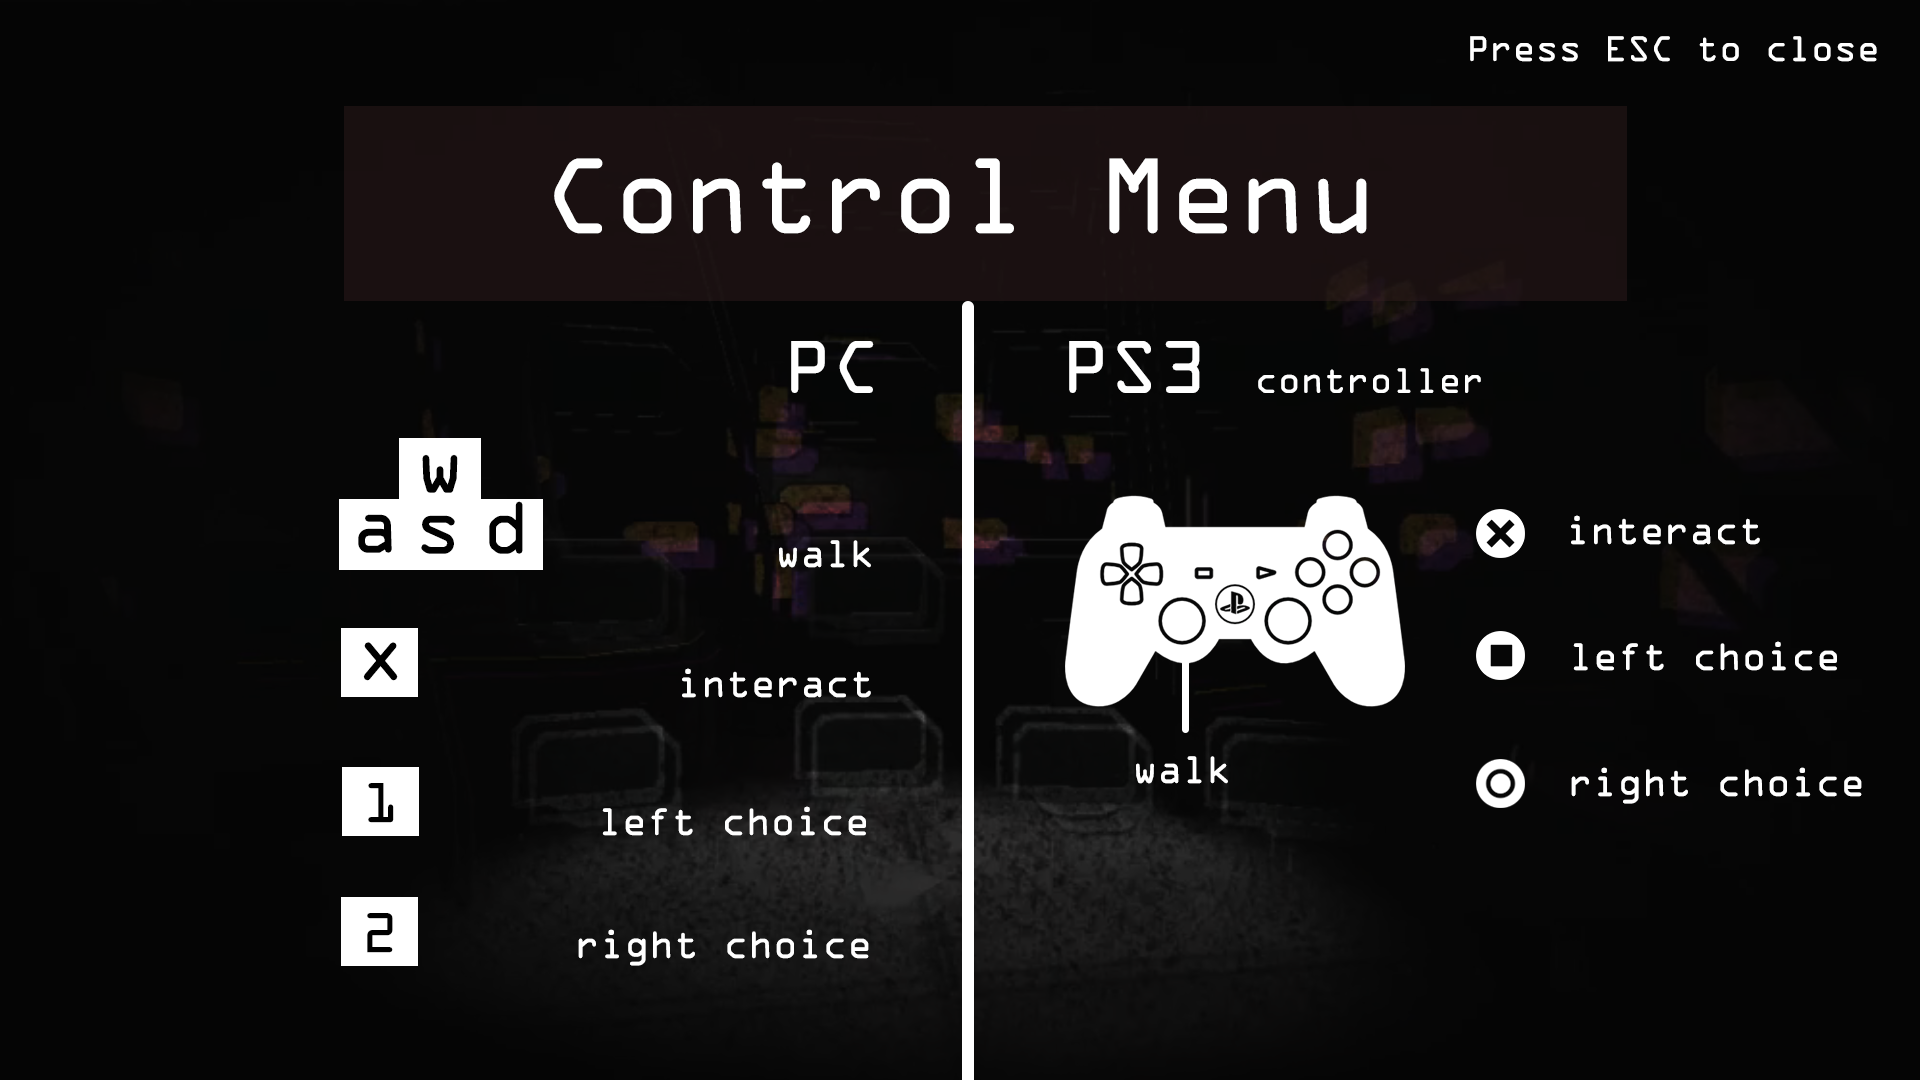 Press ESC to close
Control Menu
PC
w
a s d
walk
x
interact
1
left choice
2
right choice
PS3 controller
walk
interact
left choice
right choice